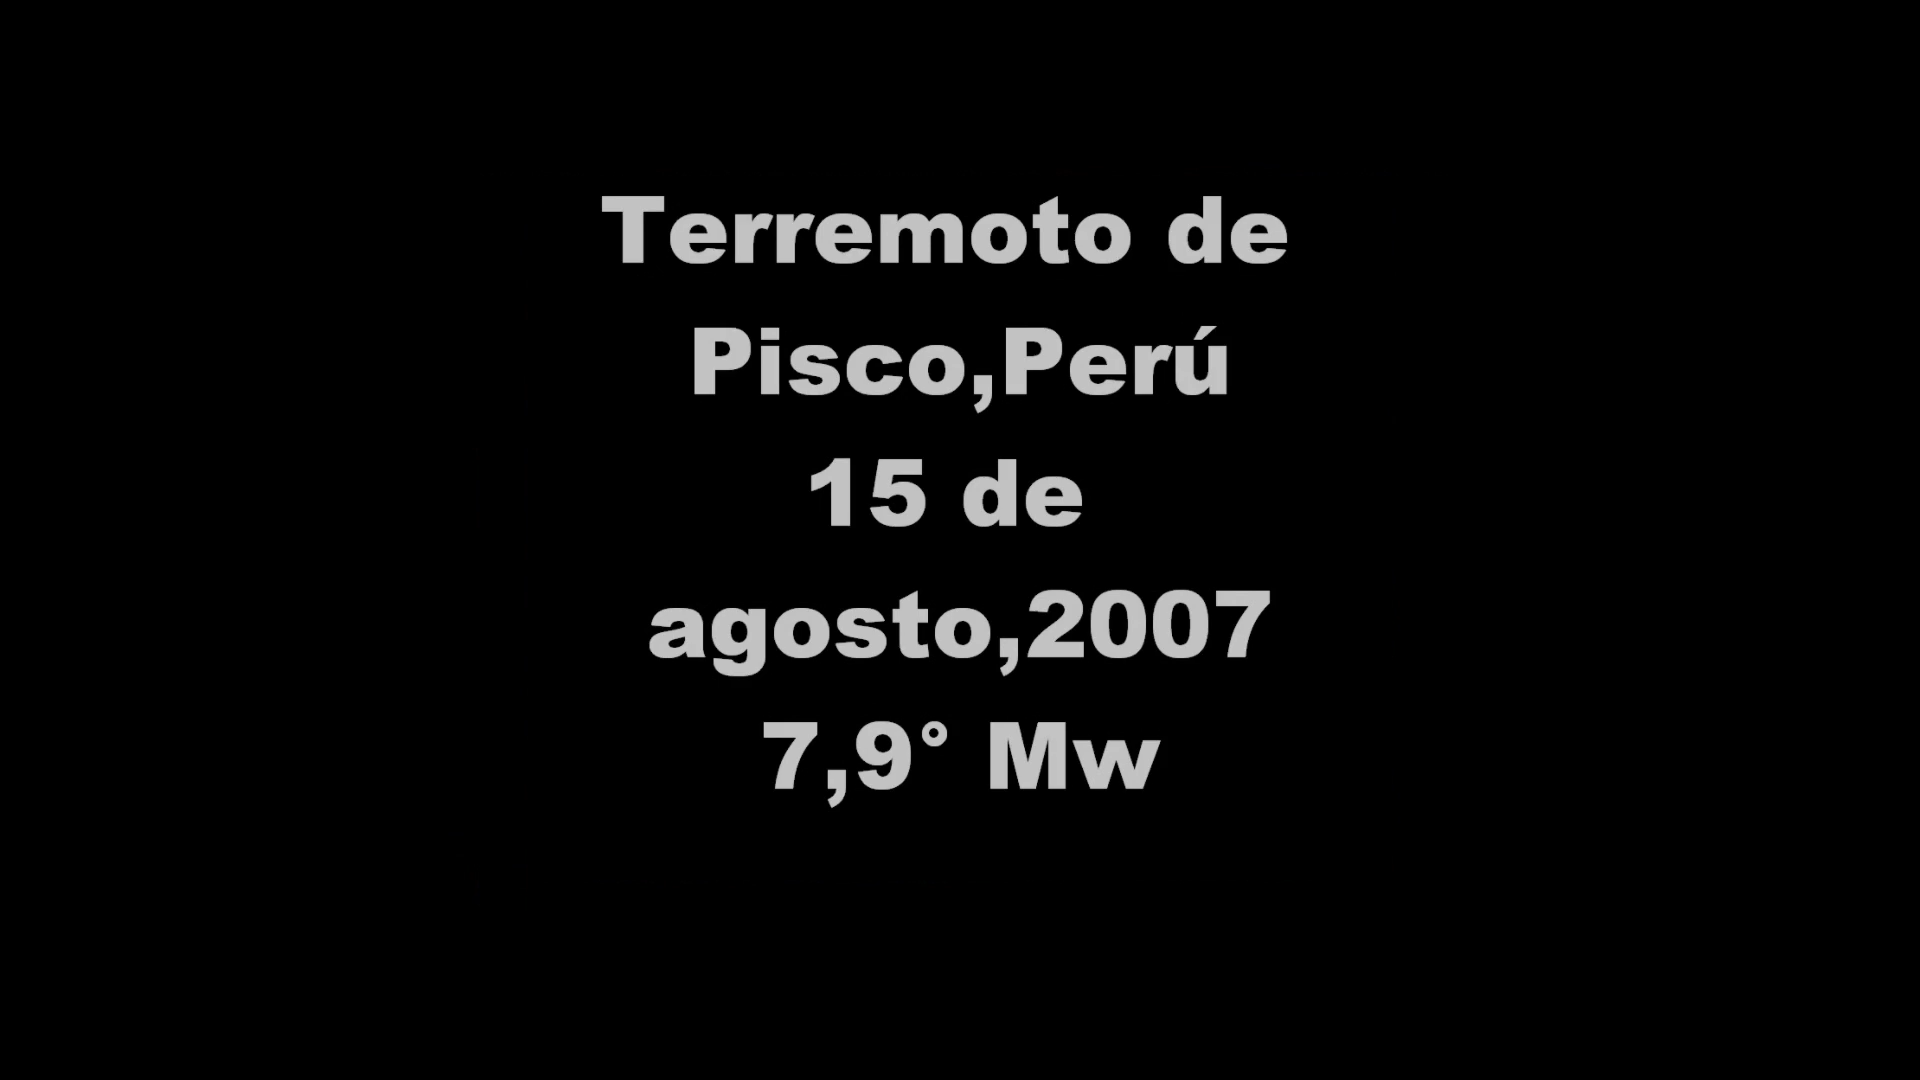 Terremoto de
Pisco,Perú
15 de
agosto,2007
7,9° Mw